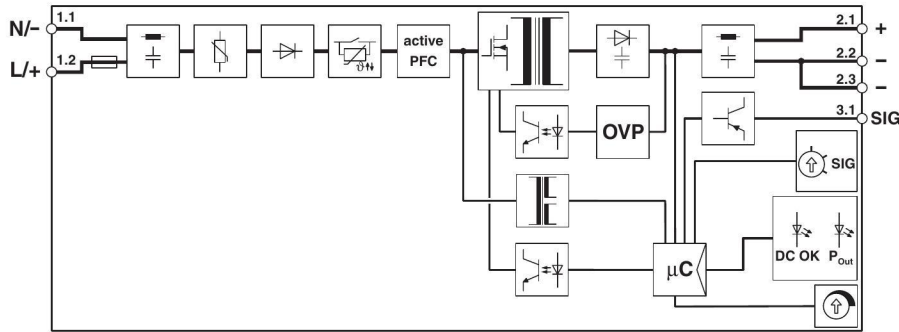 N/−
1.1
L/+
1.2
active
PFC
2.1
+
2.2
−
2.3
−
3.1
SIG
OVP
SIG
DC OK
POut
μC
ϑ